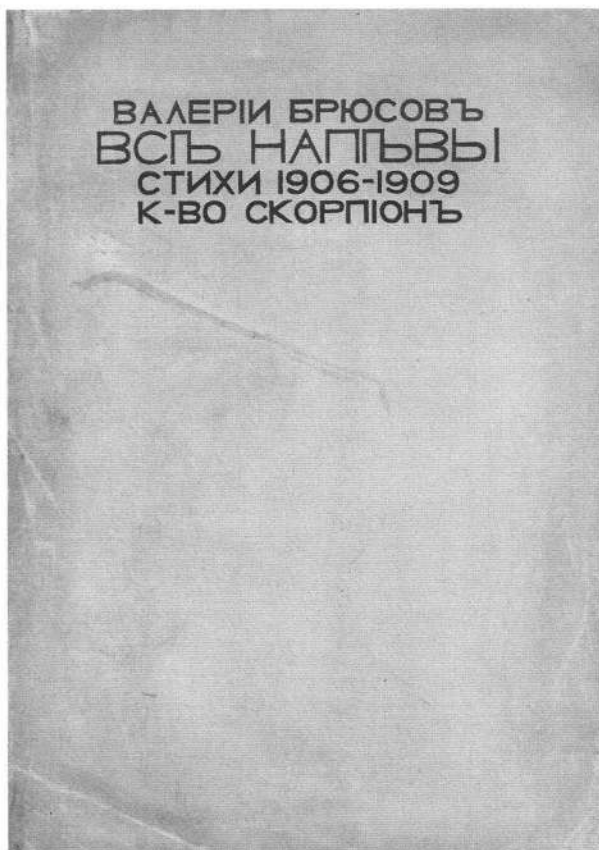 ВАЛЕРІИ БРЮСОВЪ
ВСѢ НАПѢВЫ
СТИХИ 1906-1909
К-ВО СКОРПІОНЪ